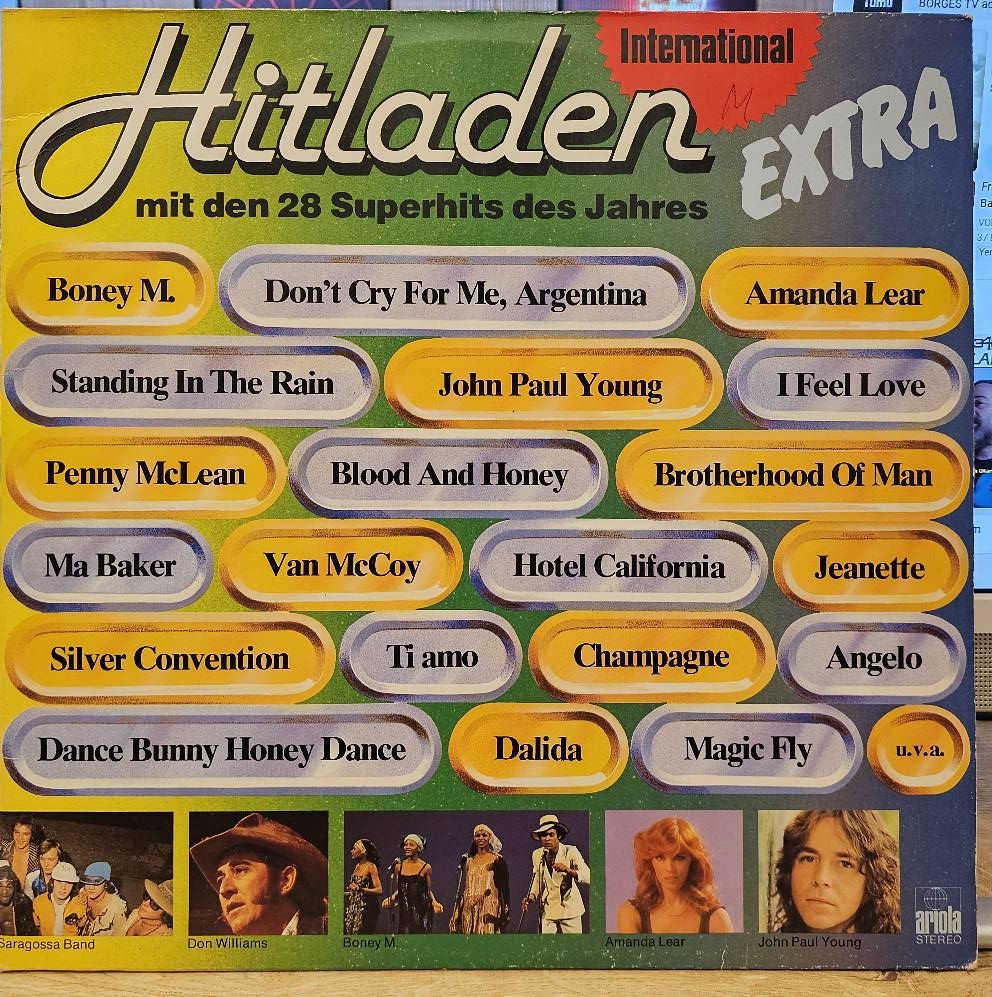 International
Hitladen
EXTRA
mit den 28 Superhits des Jahres
Boney M. Don't Cry For Me, Argentina Amanda Lear
Standing In The Rain John Paul Young I Feel Love
Penny McLean Blood And Honey Brotherhood Of Man
Ma Baker Van McCoy Hotel California Jeanette
Silver Convention Ti amo Champagne Angelo
Dance Bunny Honey Dance Dalida Magic Fly u.v.a.
Saragossa Band Don Williams Boney M. Amanda Lear John Paul Young
ariola
STEREO
BORGES TV